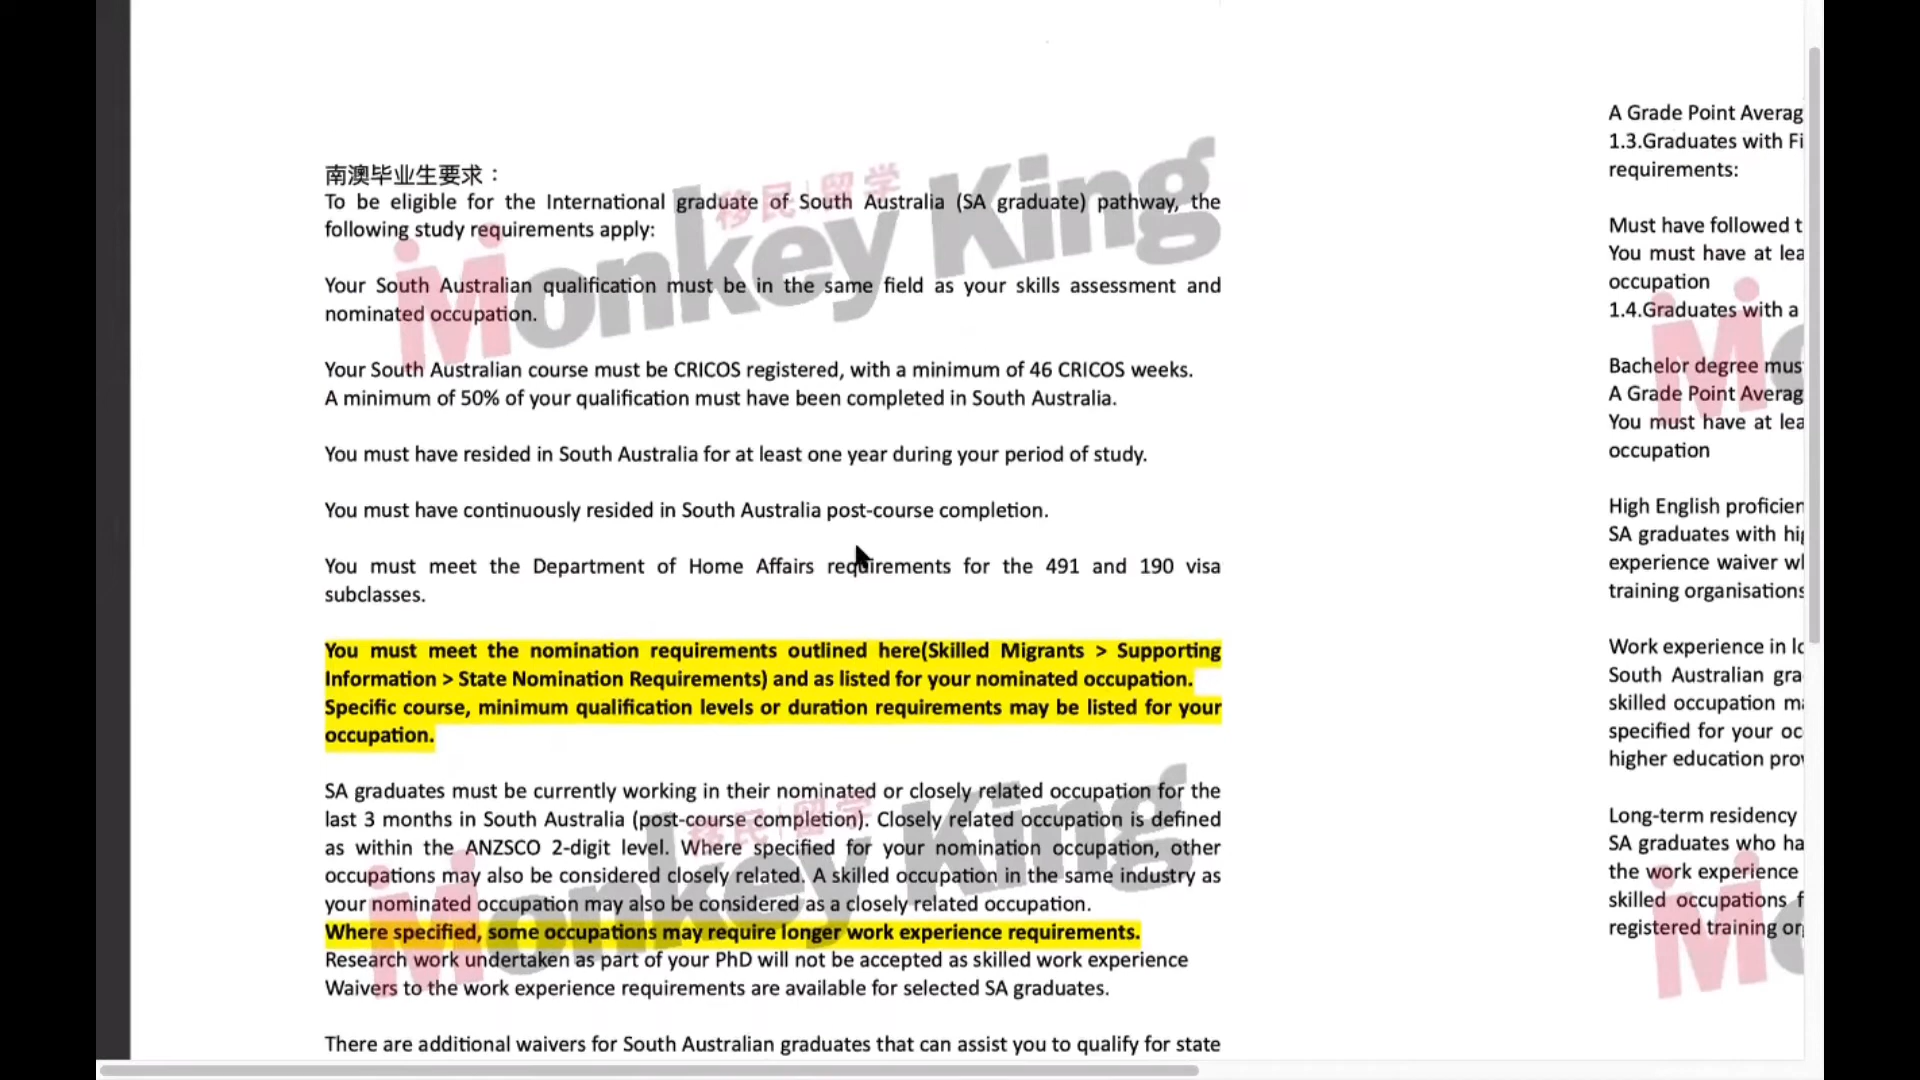 南澳毕业生要求：
To be eligible for the International graduate of South Australia (SA graduate) pathway, the
following study requirements apply:
Your South Australian qualification must be in the same field as your skills assessment and
nominated occupation.
Your South Australian course must be CRICOS registered, with a minimum of 46 CRICOS weeks.
A minimum of 50% of your qualification must have been completed in South Australia.
You must have resided in South Australia for at least one year during your period of study.
You must have continuously resided in South Australia post-course completion.
You must meet the Department of Home Affairs requirements for the 491 and 190 visa
subclasses.
You must meet the nomination requirements outlined here(Skilled Migrants > Supporting
Information > State Nomination Requirements) and as listed for your nominated occupation.
Specific course, minimum qualification levels or duration requirements may be listed for your
occupation.
SA graduates must be currently working in their nominated or closely related occupation for the
last 3 months in South Australia (post-course completion). Closely related occupation is defined
as within the ANZSCO 2-digit level. Where specified for your nomination occupation, other
occupations may also be considered closely related. A skilled occupation in the same industry as
your nominated occupation may also be considered as a closely related occupation.
Where specified, some occupations may require longer work experience requirements.
Research work undertaken as part of your PhD will not be accepted as skilled work experience
Waivers to the work experience requirements are available for selected SA graduates.
There are additional waivers for South Australian graduates that can assist you to qualify for state
A Grade Point Averag
1.3.Graduates with Fi
requirements:
Must have followed t
You must have at lea
occupation
1.4.Graduates with a
Bachelor degree mus
A Grade Point Averag
You must have at lea
occupation
High English proficien
SA graduates with hig
experience waiver wh
training organisations
Work experience in lo
South Australian gra
skilled occupation ma
specified for your oc
higher education prov
Long-term residency
SA graduates who ha
the work experience
skilled occupations f
registered training or
移民|留学
Monkey King
移民|留学
Monkey King